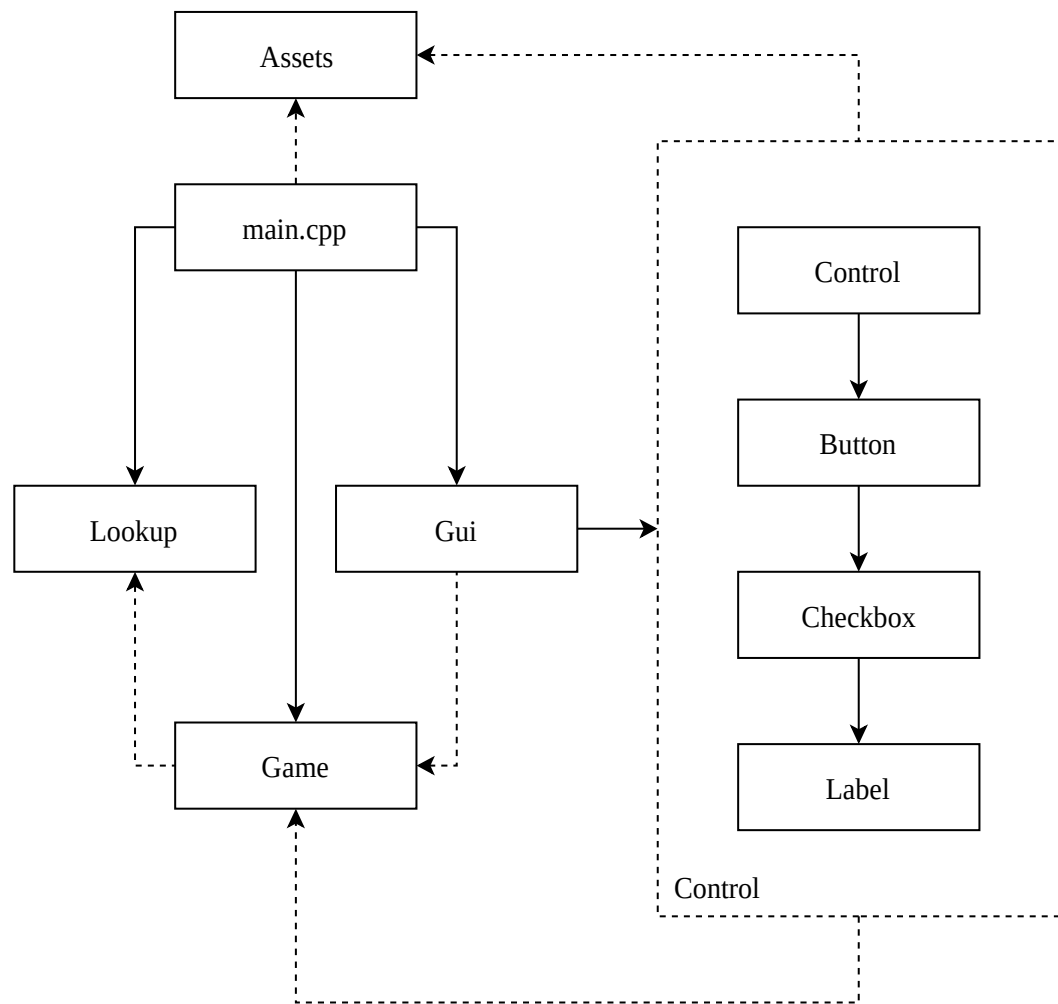 Assets
main.cpp
Control
Button
Lookup
Gui
Checkbox
Game
Label
Control